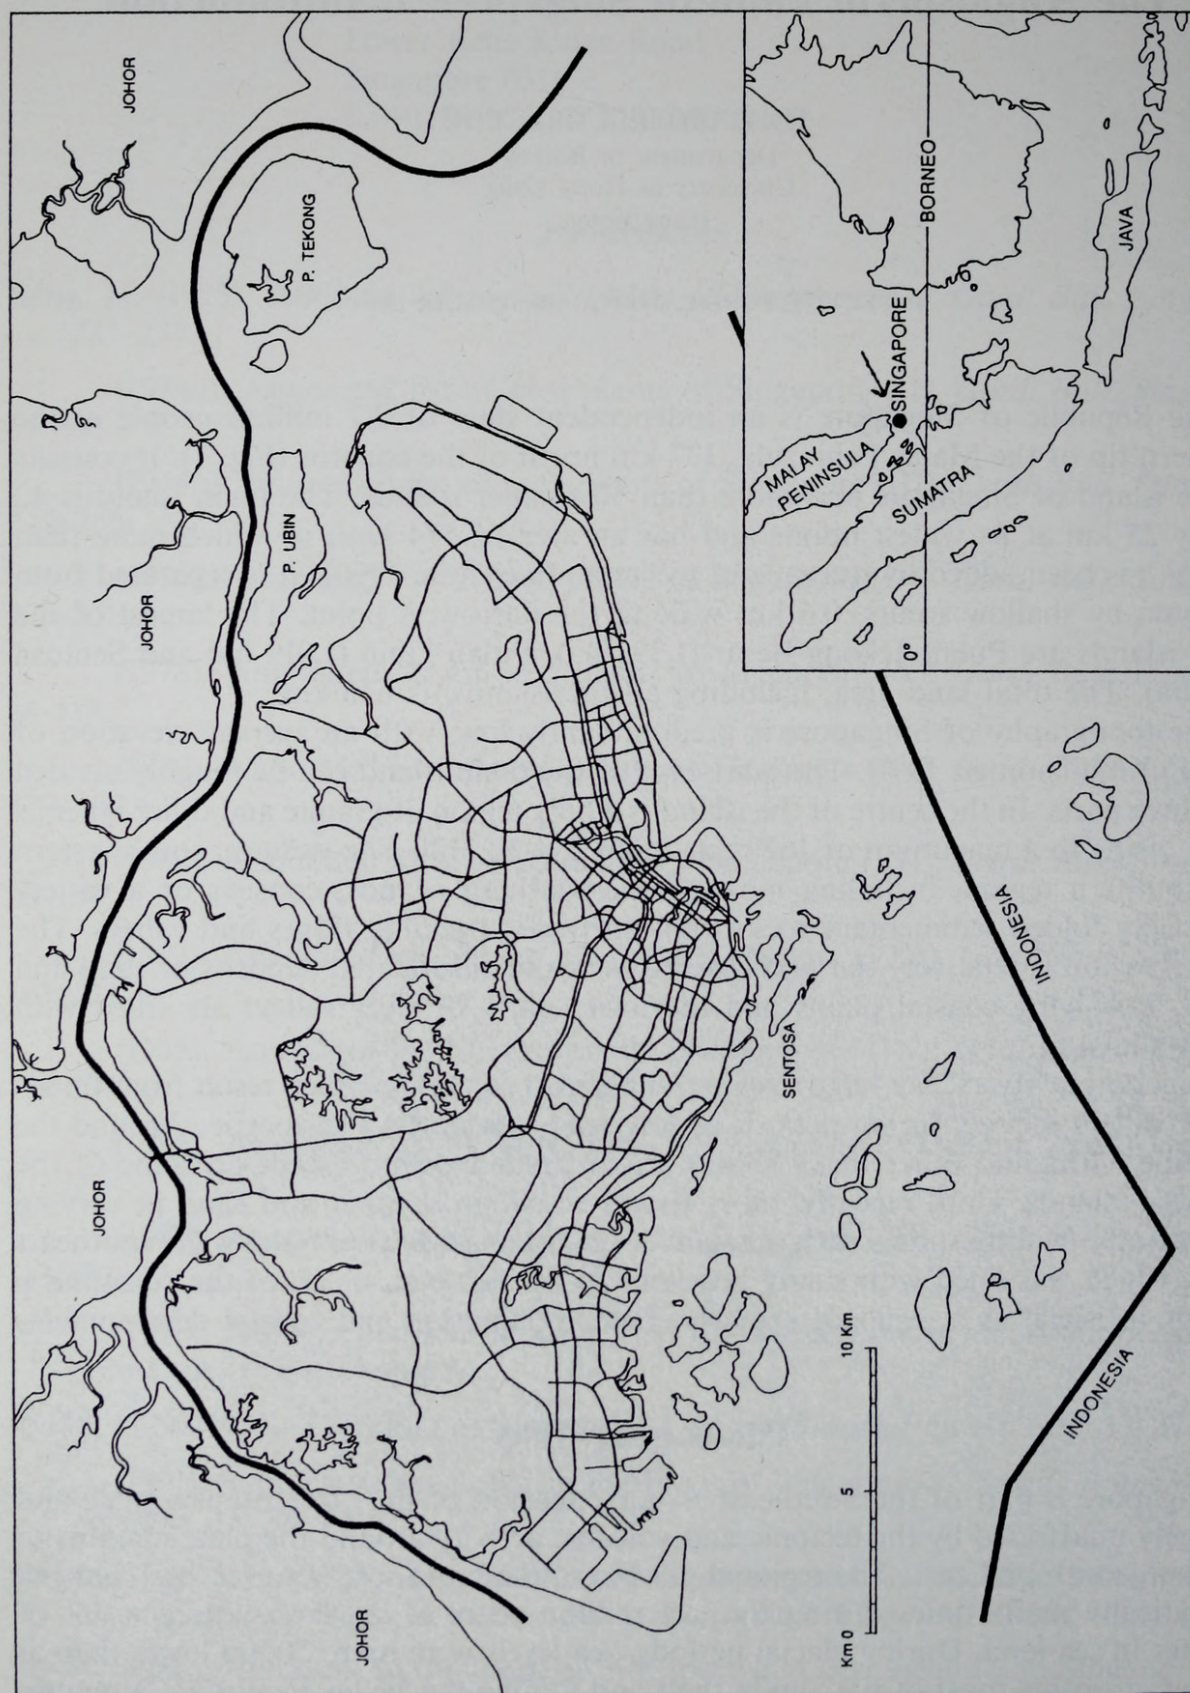 JOHOR
JOHOR
JOHOR
P. UBIN
P. TEKONG
JOHOR
SENTOSA
Km 0 5 10 Km
INDONESIA
INDONESIA
MALAY
PENINSULA
SINGAPORE
SUMATRA
0°
BORNEO
JAVA